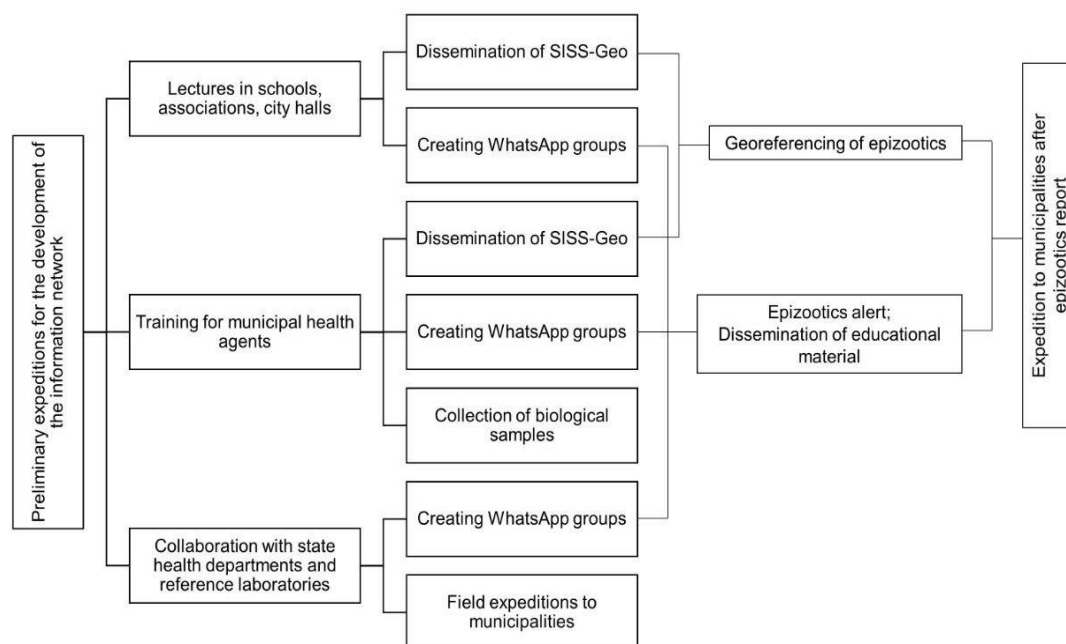 Preliminary expeditions for the development of
the information network
Lectures in schools,
associations, city halls
Training for municipal health
agents
Collaboration with state
health departments and
reference laboratories
Dissemination of SISS-Geo
Creating WhatsApp groups
Dissemination of SISS-Geo
Creating WhatsApp groups
Collection of biological
samples
Creating WhatsApp groups
Field expeditions to
municipalities
Georeferencing of epizootics
Epizootics alert;
Dissemination of educational
material
Expedition to municipalities after
epizootics report